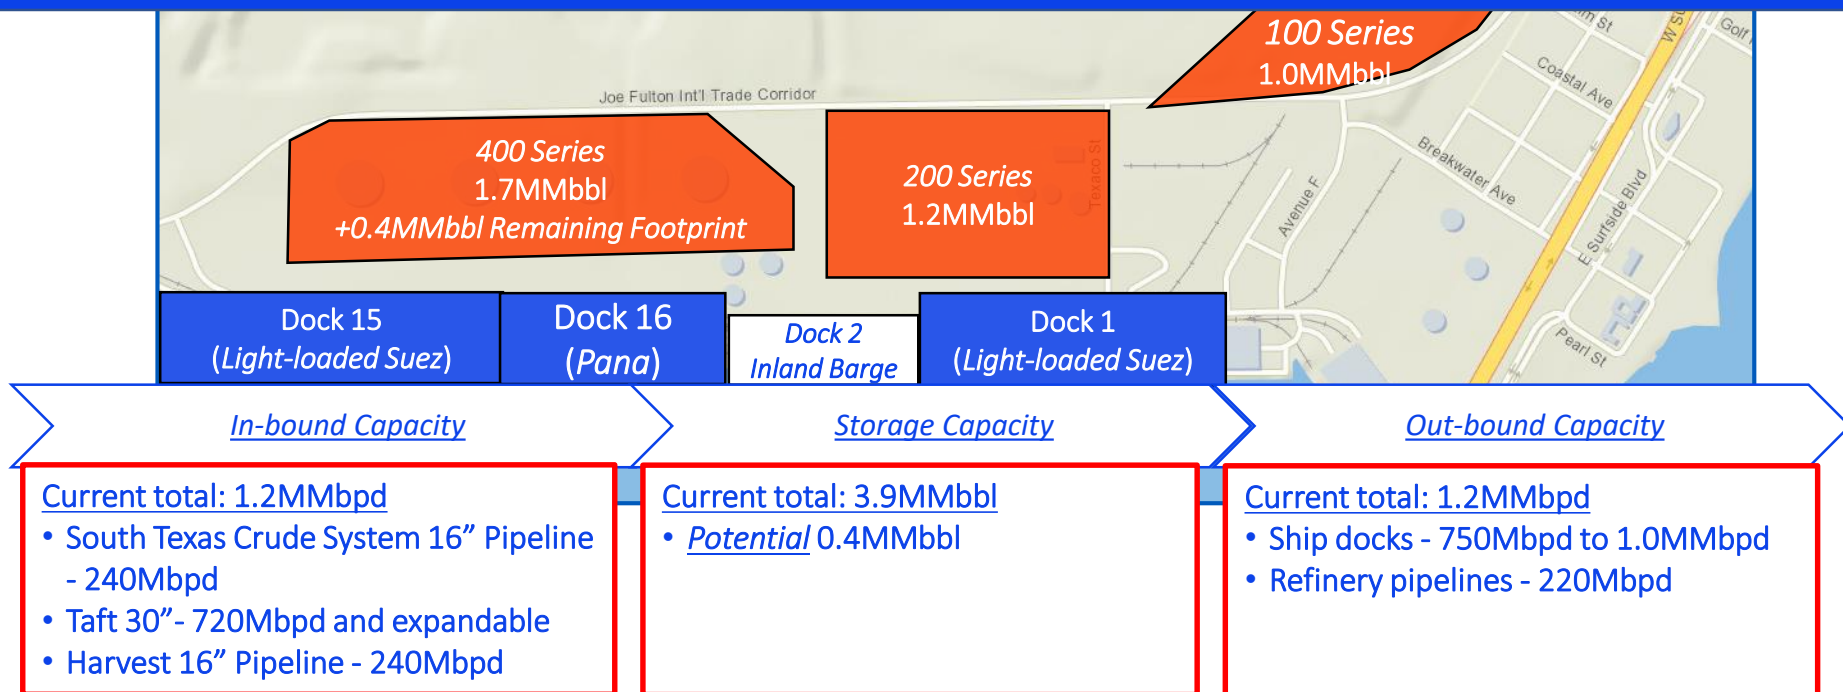 100 Series
1.0MMbbl
Joe Fulton Int'l Trade Corridor
400 Series
1.7MMbbl
+0.4MMbbl Remaining Footprint
200 Series
1.2MMbbl
Texaco St
Avenue F
Breakwater Ave
Coastal Ave
E Surfside Blvd
Pearl St
Dock 15
(Light-loaded Suez)
Dock 16
(Pana)
Dock 2
Inland Barge
Dock 1
(Light-loaded Suez)
In-bound Capacity
Storage Capacity
Out-bound Capacity
Current total: 1.2MMbpd
• South Texas Crude System 16” Pipeline
- 240Mbpd
• Taft 30”- 720Mbpd and expandable
• Harvest 16” Pipeline - 240Mbpd
Current total: 3.9MMbbl
• Potential 0.4MMbbl
Current total: 1.2MMbpd
• Ship docks - 750Mbpd to 1.0MMbpd
• Refinery pipelines - 220Mbpd